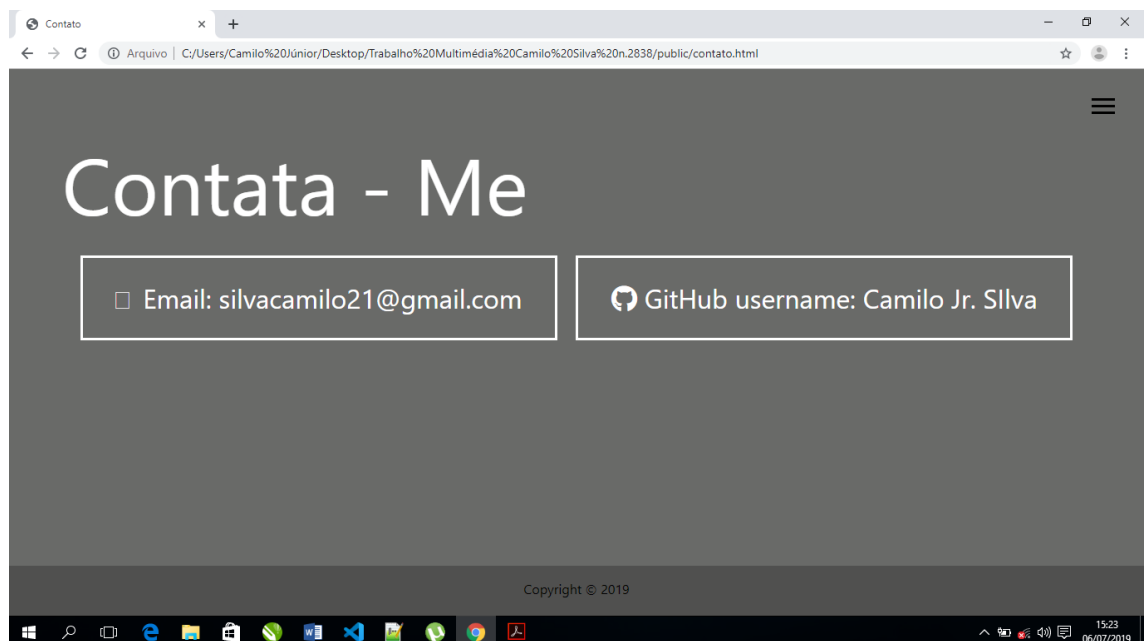 Contato
Arquivo | C:/Users/Camilo%20Júnior/Desktop/Trabalho%20Multimédia%20Camilo%20Silva%20n.2838/public/contato.html
Contata - Me
Email: silvacamilo21@gmail.com
GitHub username: Camilo Jr. SIlva
Copyright © 2019
15:23
06/07/2019